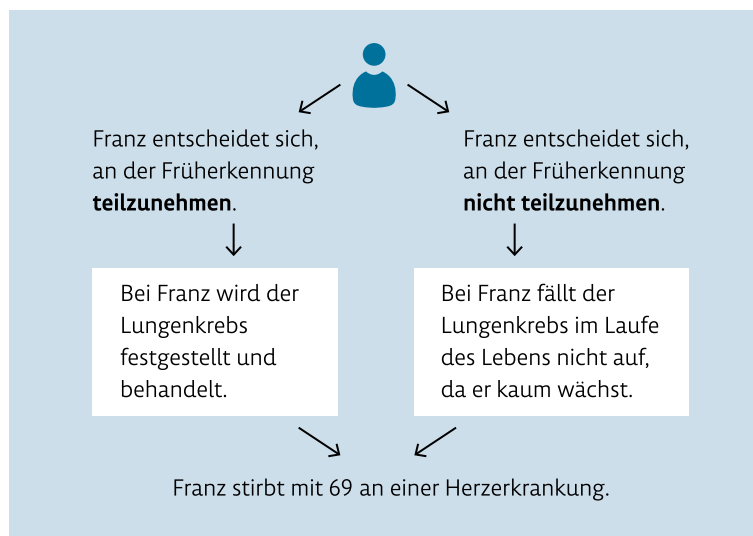 Franz entscheidet sich,
an der Früherkennung
teilzunehmen.
Franz entscheidet sich,
an der Früherkennung
nicht teilzunehmen.
Bei Franz wird der
Lungenkrebs
festgestellt und
behandelt.
Bei Franz fällt der
Lungenkrebs im Laufe
des Lebens nicht auf,
da er kaum wächst.
Franz stirbt mit 69 an einer Herzerkrankung.